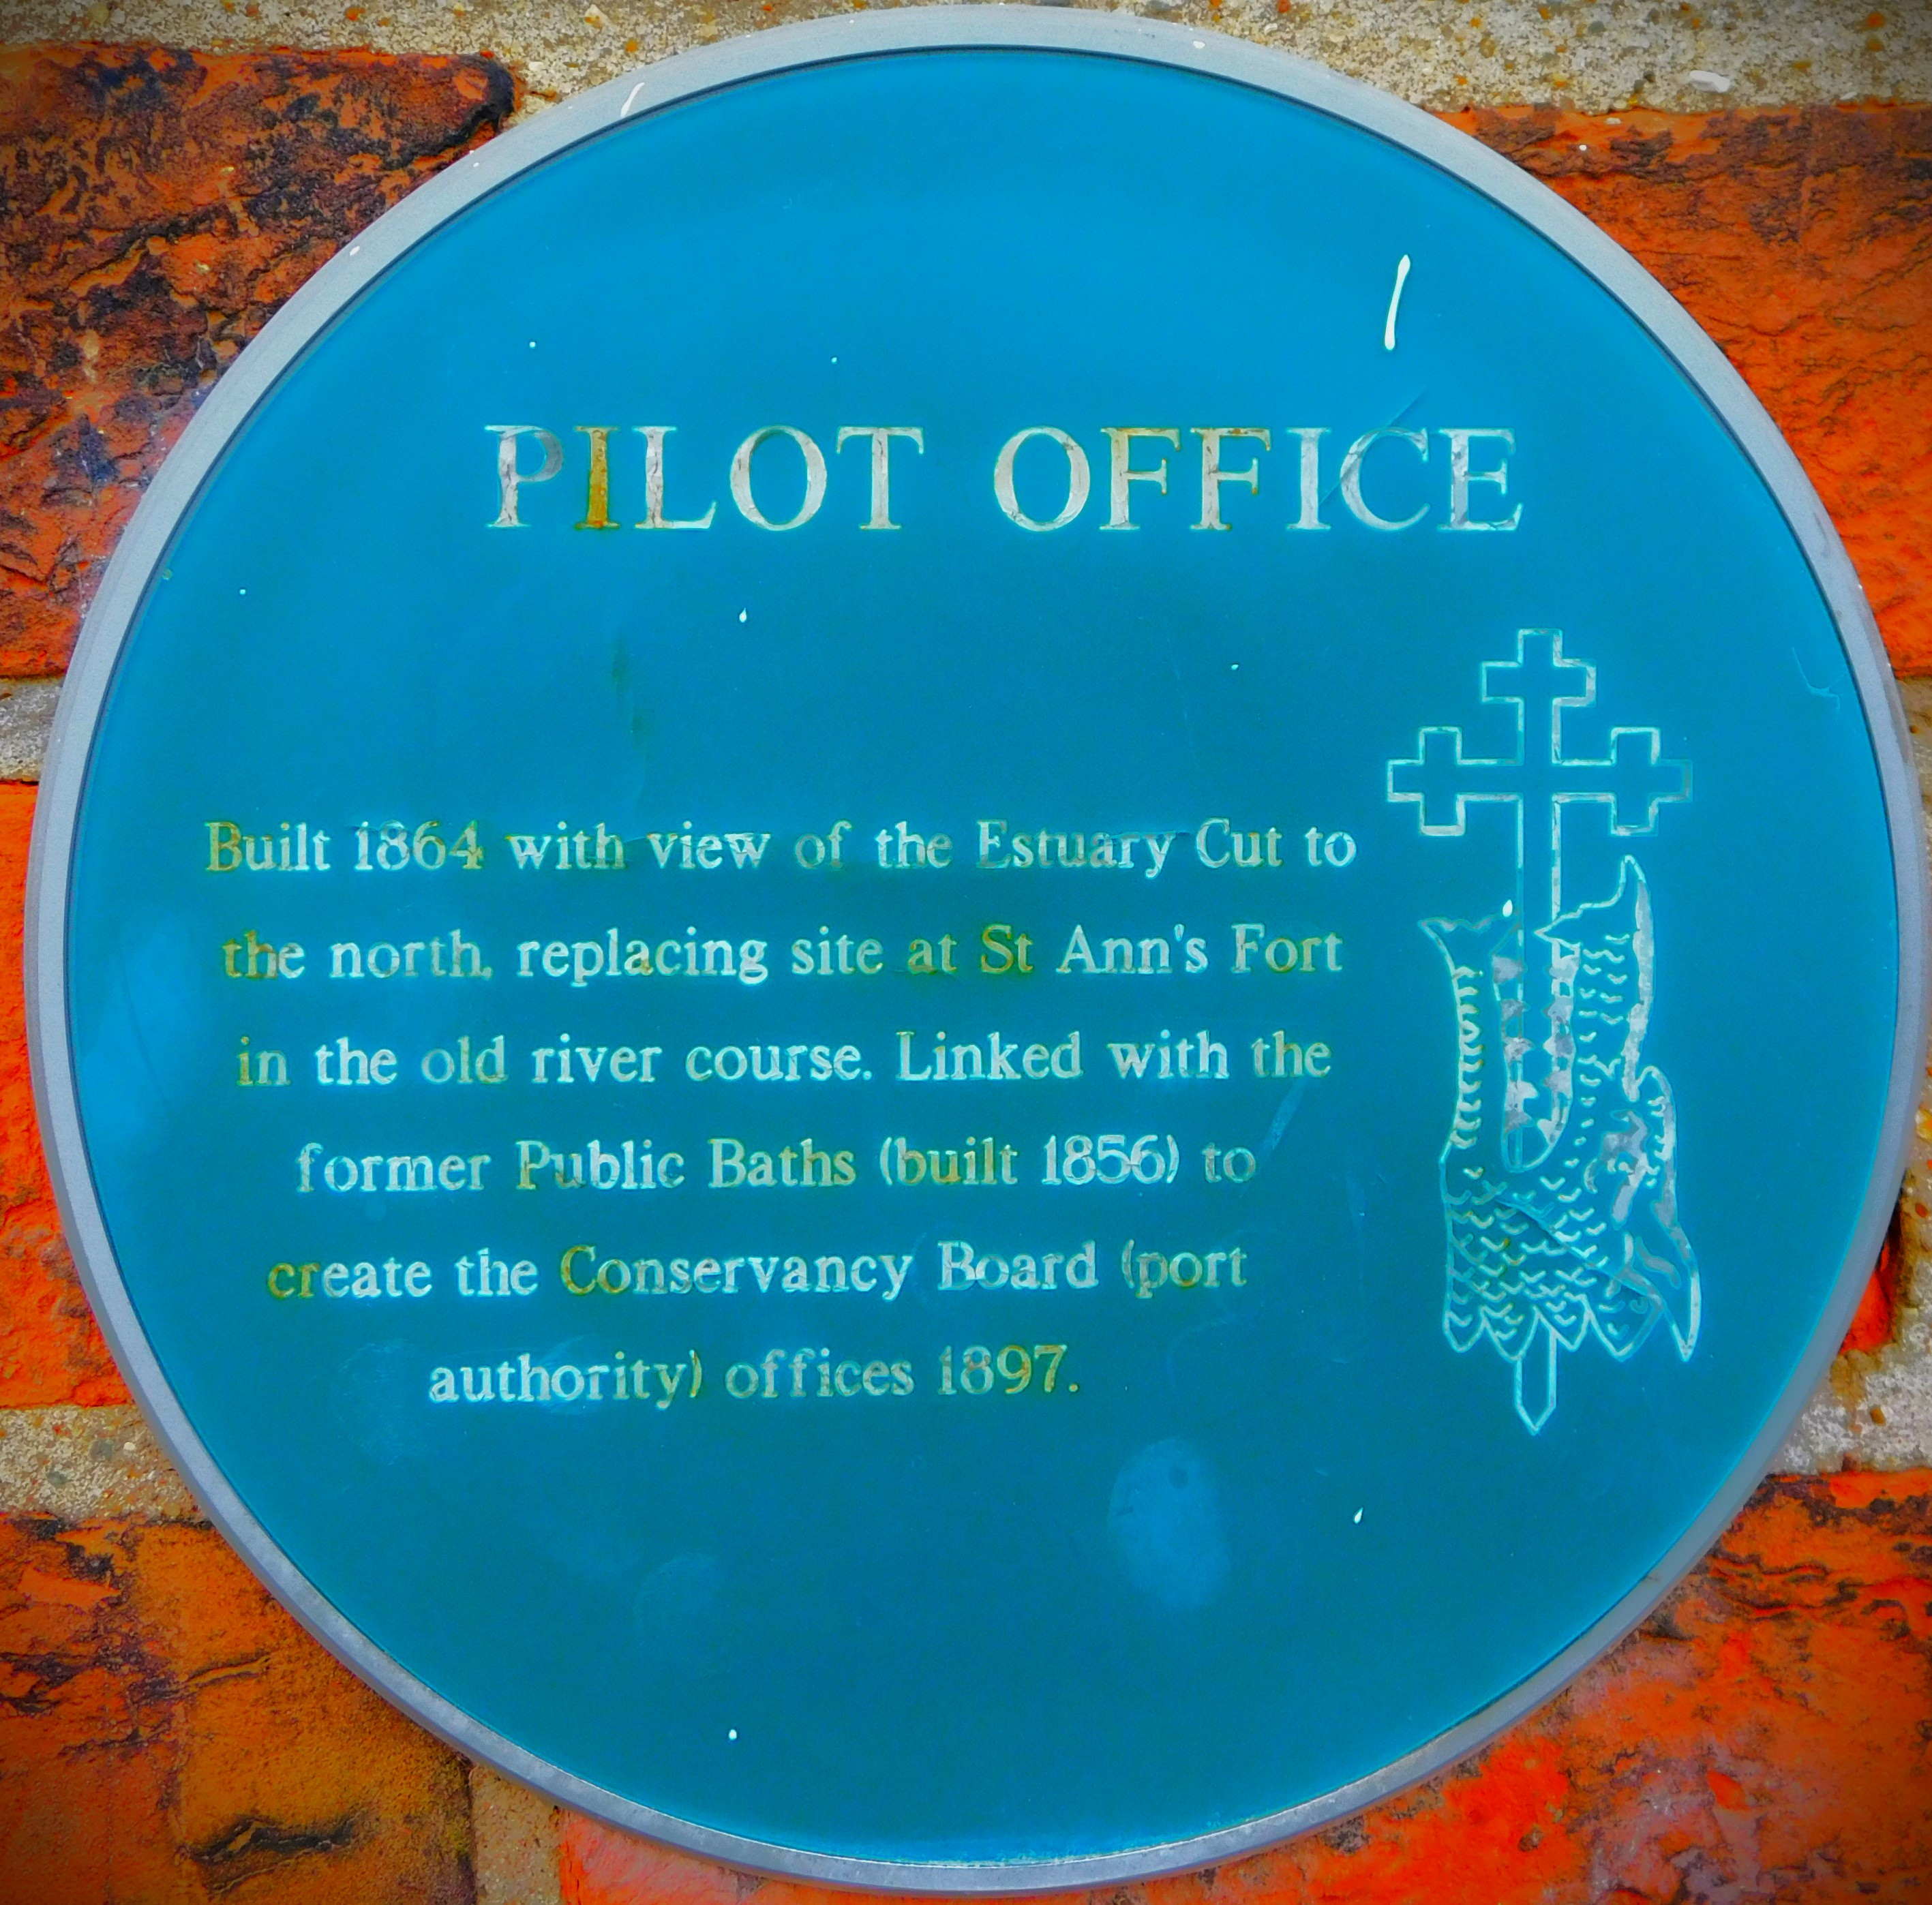 PILOT OFFICE
Built 1864 with view of the Estuary Cut to
the north, replacing site at St Ann's Fort
in the old river course. Linked with the
former Public Baths (built 1856) to
create the Conservancy Board (port
authority) offices 1897.